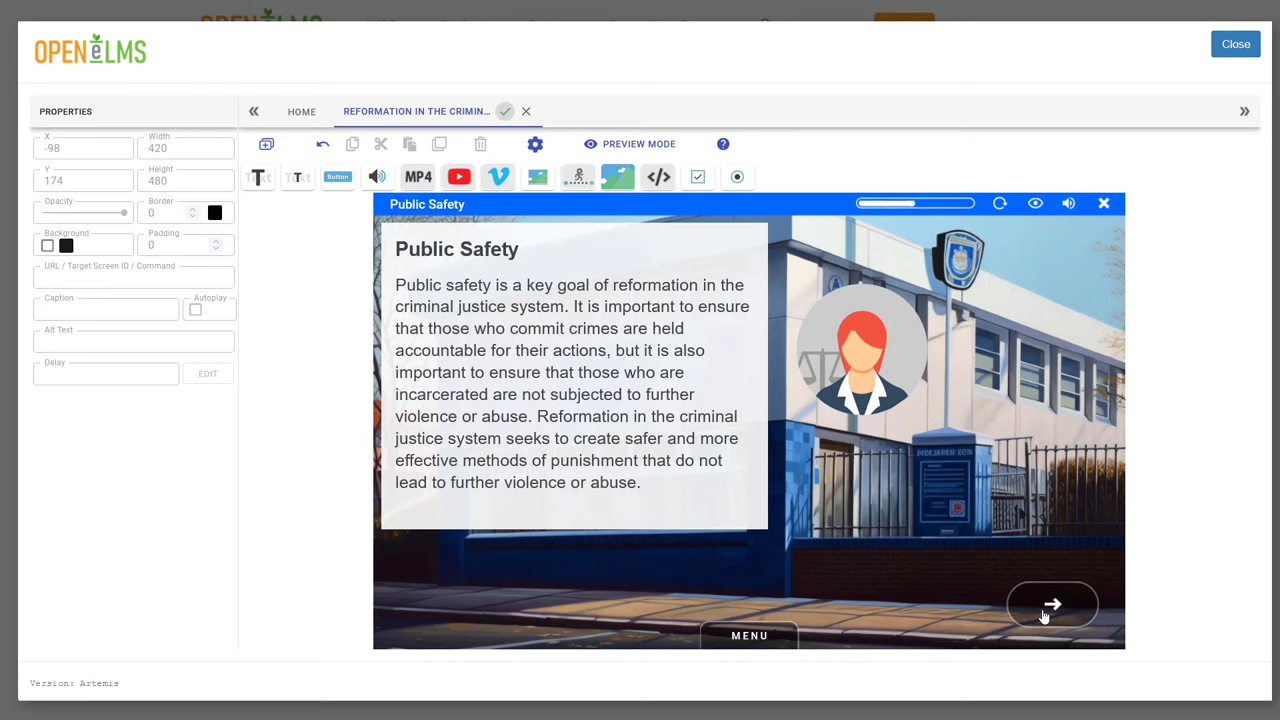 OPEN eLMS
Close
PROPERTIES
HOME
REFORMATION IN THE CRIMIN...
X
-98
Width
420
PREVIEW MODE
Y
174
Height
480
Text
Text
Button
MP4
Opacity
Border
0
Public Safety
Background
Padding
0
URL / Target Screen ID / Command
Caption
Autoplay
Alt Text
Delay
EDIT
Public Safety
Public safety is a key goal of reformation in the
criminal justice system. It is important to ensure
that those who commit crimes are held
accountable for their actions, but it is also
important to ensure that those who are
incarcerated are not subjected to further
violence or abuse. Reformation in the criminal
justice system seeks to create safer and more
effective methods of punishment that do not
lead to further violence or abuse.
MENU
Version: Artemis